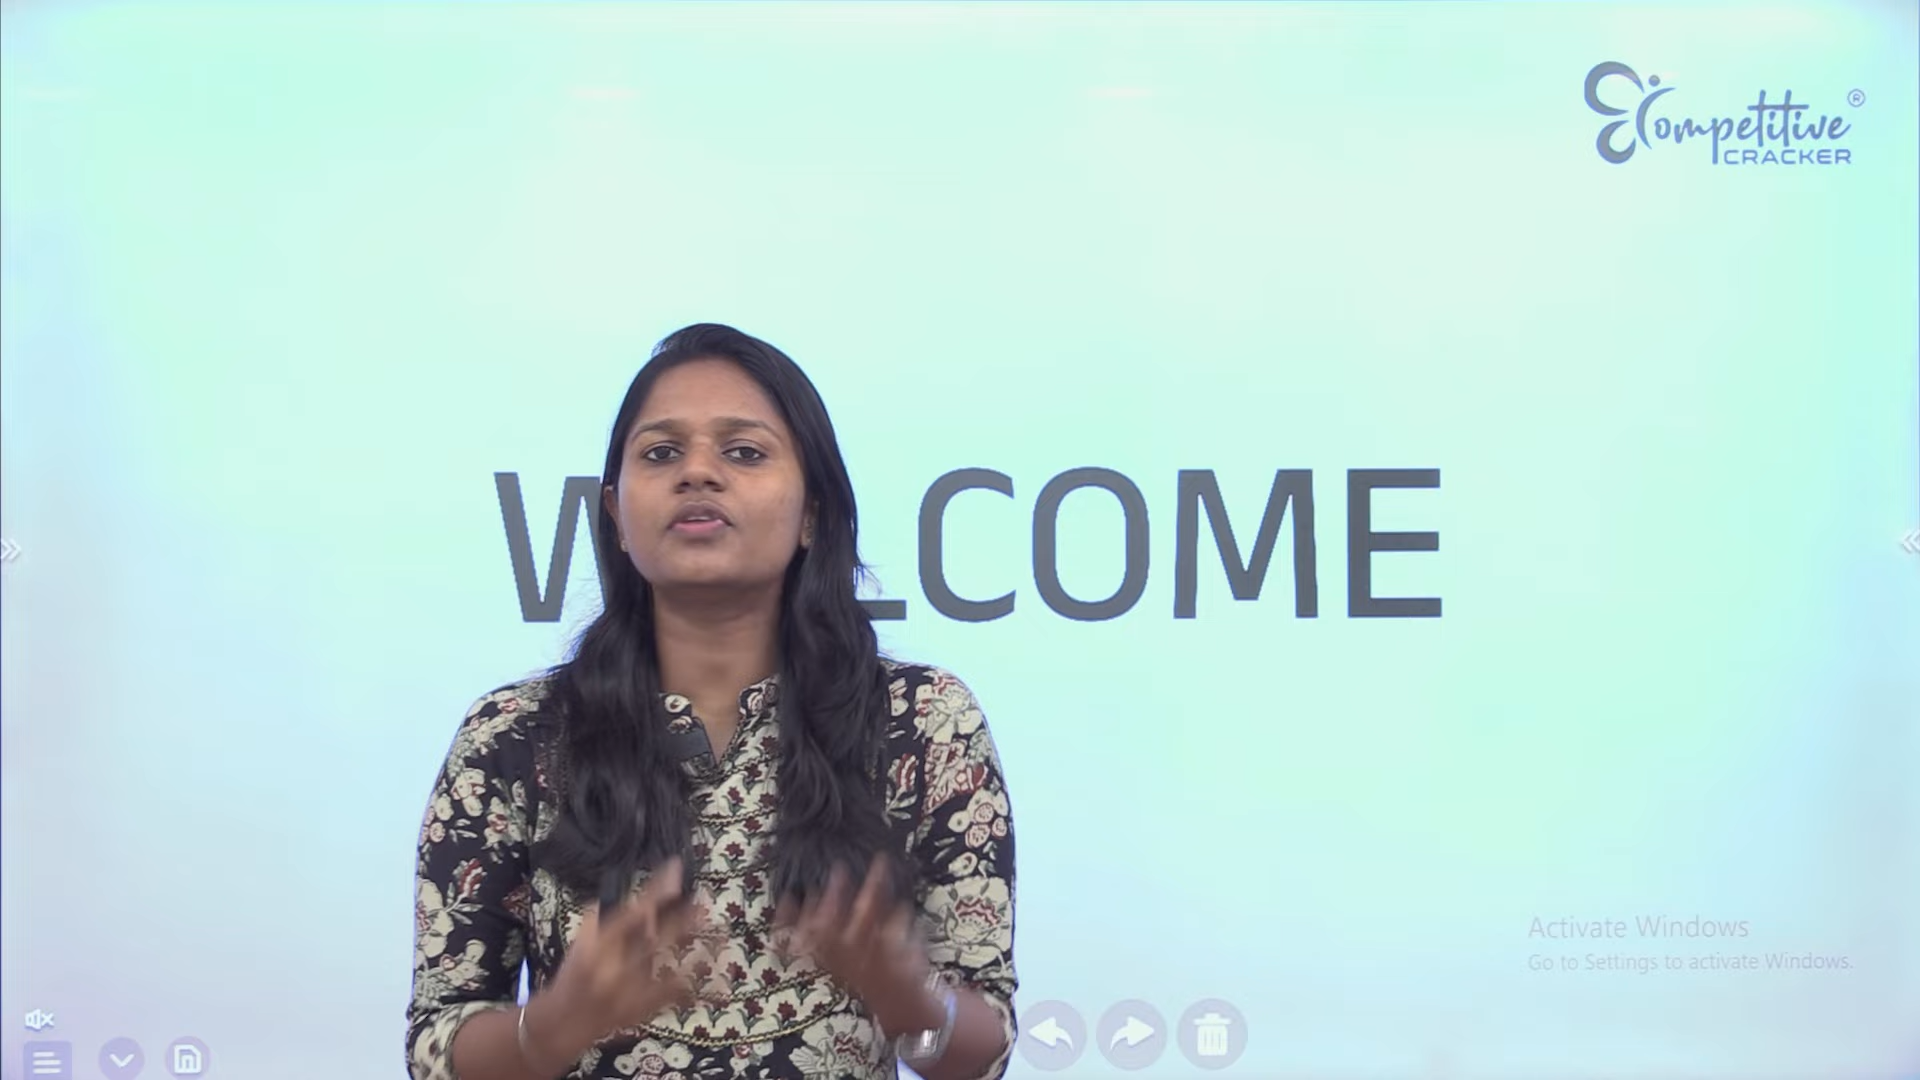 Competitive ®
CRACKER
W LCOME
Activate Windows
Go to Settings to activate Windows.